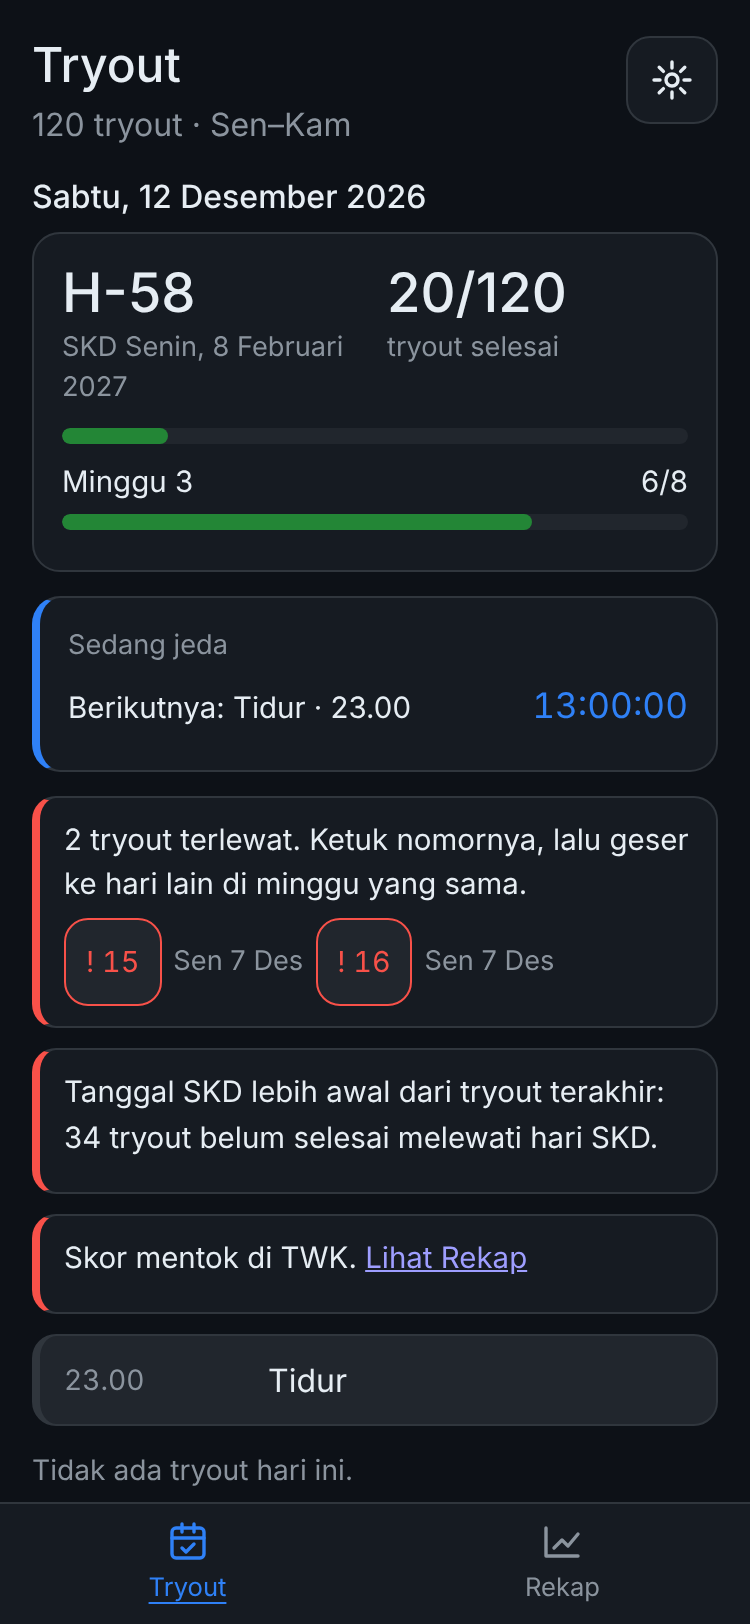 Tryout
120 tryout · Sen–Kam
Sabtu, 12 Desember 2026
H-58
SKD Senin, 8 Februari
2027
20/120
tryout selesai
Minggu 3 6/8
Sedang jeda
Berikutnya: Tidur · 23.00 13:00:00
2 tryout terlewat. Ketuk nomornya, lalu geser
ke hari lain di minggu yang sama.
! 15 Sen 7 Des ! 16 Sen 7 Des
Tanggal SKD lebih awal dari tryout terakhir:
34 tryout belum selesai melewati hari SKD.
Skor mentok di TWK. Lihat Rekap
23.00 Tidur
Tidak ada tryout hari ini.
Tryout Rekap